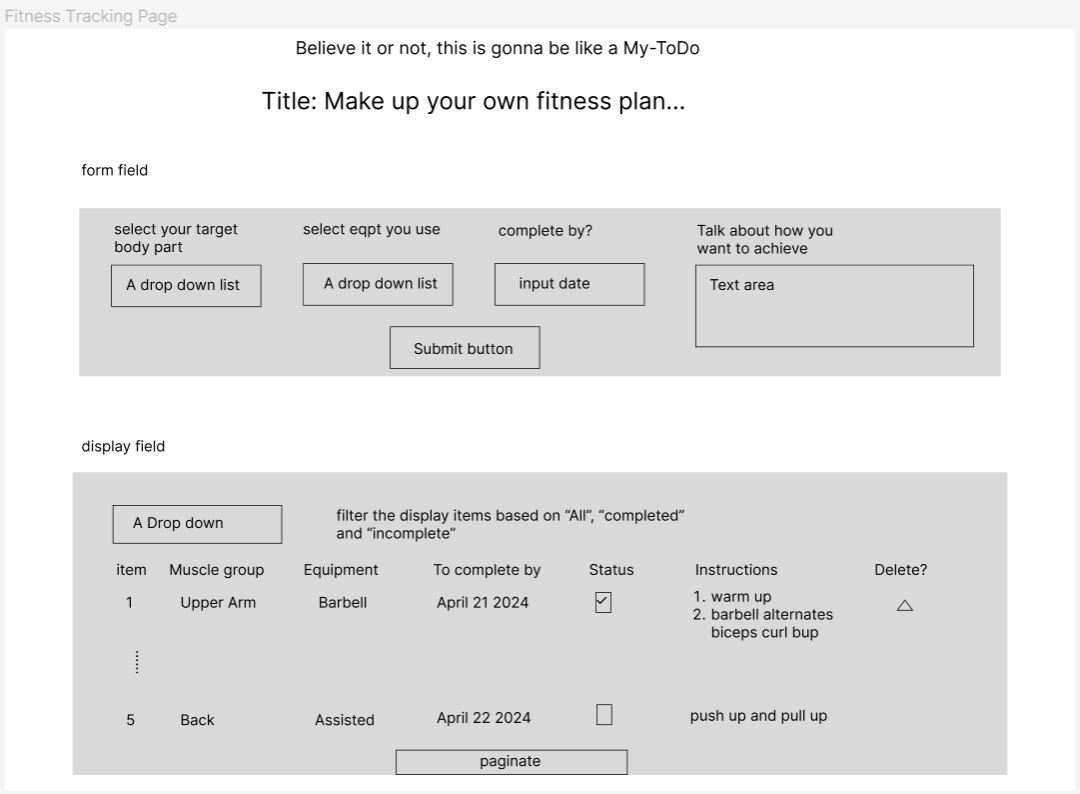 Fitness Tracking Page
Believe it or not, this is gonna be like a My-ToDo
Title: Make up your own fitness plan...
form field
select your target
body part
select eqpt you use
complete by?
Talk about how you
want to achieve
A drop down list
A drop down list
input date
Text area
Submit button
display field
A Drop down
filter the display items based on “All”, “completed”
and “incomplete”
item Muscle group Equipment To complete by Status Instructions Delete?
1 Upper Arm Barbell April 21 2024
1. warm up
2. barbell alternates
biceps curl bup
5 Back Assisted April 22 2024 push up and pull up
paginate